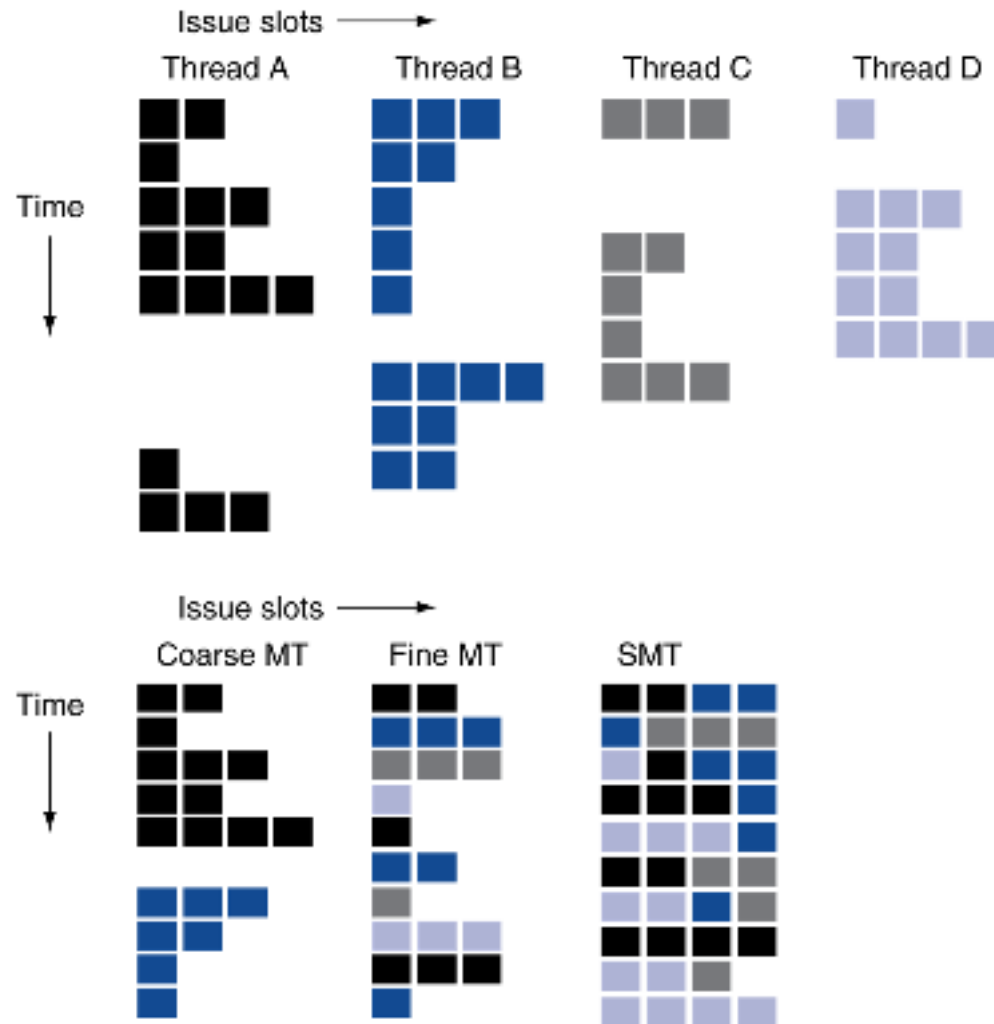 Issue slots
Thread A Thread B Thread C Thread D
Time
Issue slots
Coarse MT Fine MT SMT
Time